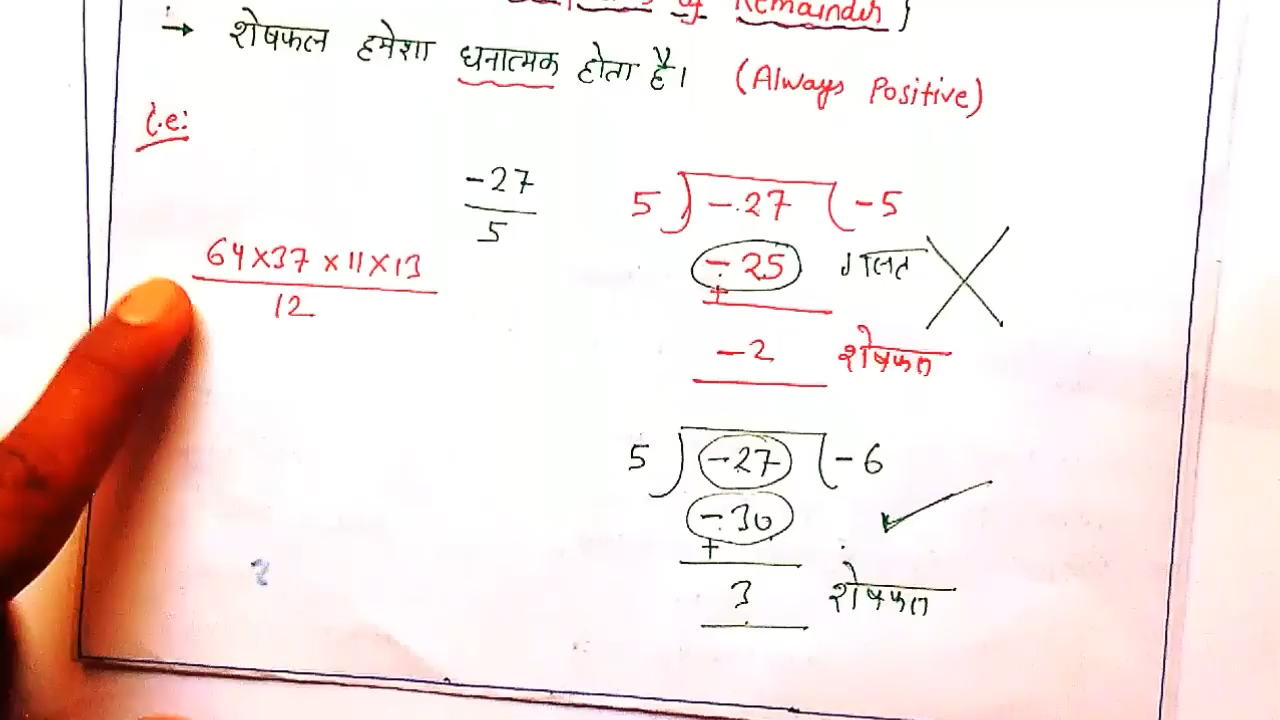 of Remainder)
→ शेषफल हमेशा धनात्मक होता है। (Always Positive)
i.e:
-27
5
64×37×11×13
12
5) -27 (-5
-25 गलत
+
-2 शेषफल
5) -27 (-6
-30
+
3 शेषफल